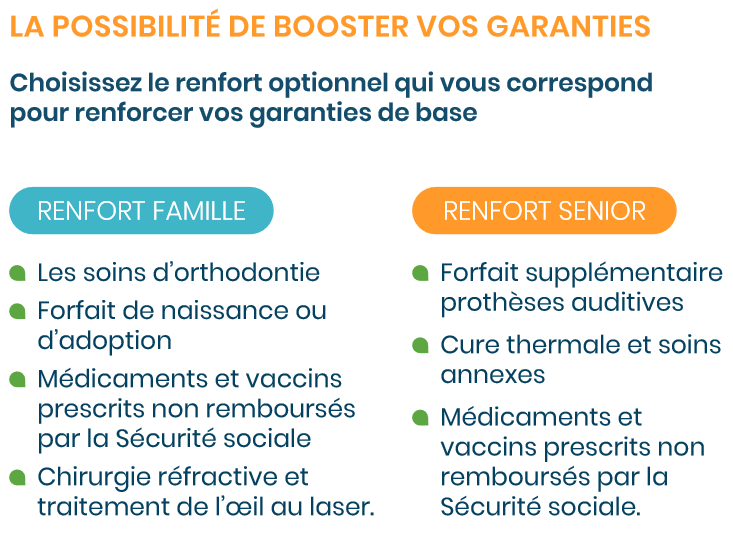 LA POSSIBILITÉ DE BOOSTER VOS GARANTIES
Choisissez le renfort optionnel qui vous correspond
pour renforcer vos garanties de base
RENFORT FAMILLE
Les soins d'orthodontie
Forfait de naissance ou
d'adoption
Médicaments et vaccins
prescrits non remboursés
par la Sécurité sociale
Chirurgie réfractive et
traitement de l'œil au laser.
RENFORT SENIOR
Forfait supplémentaire
prothèses auditives
Cure thermale et soins
annexes
Médicaments et
vaccins prescrits non
remboursés par la
Sécurité sociale.